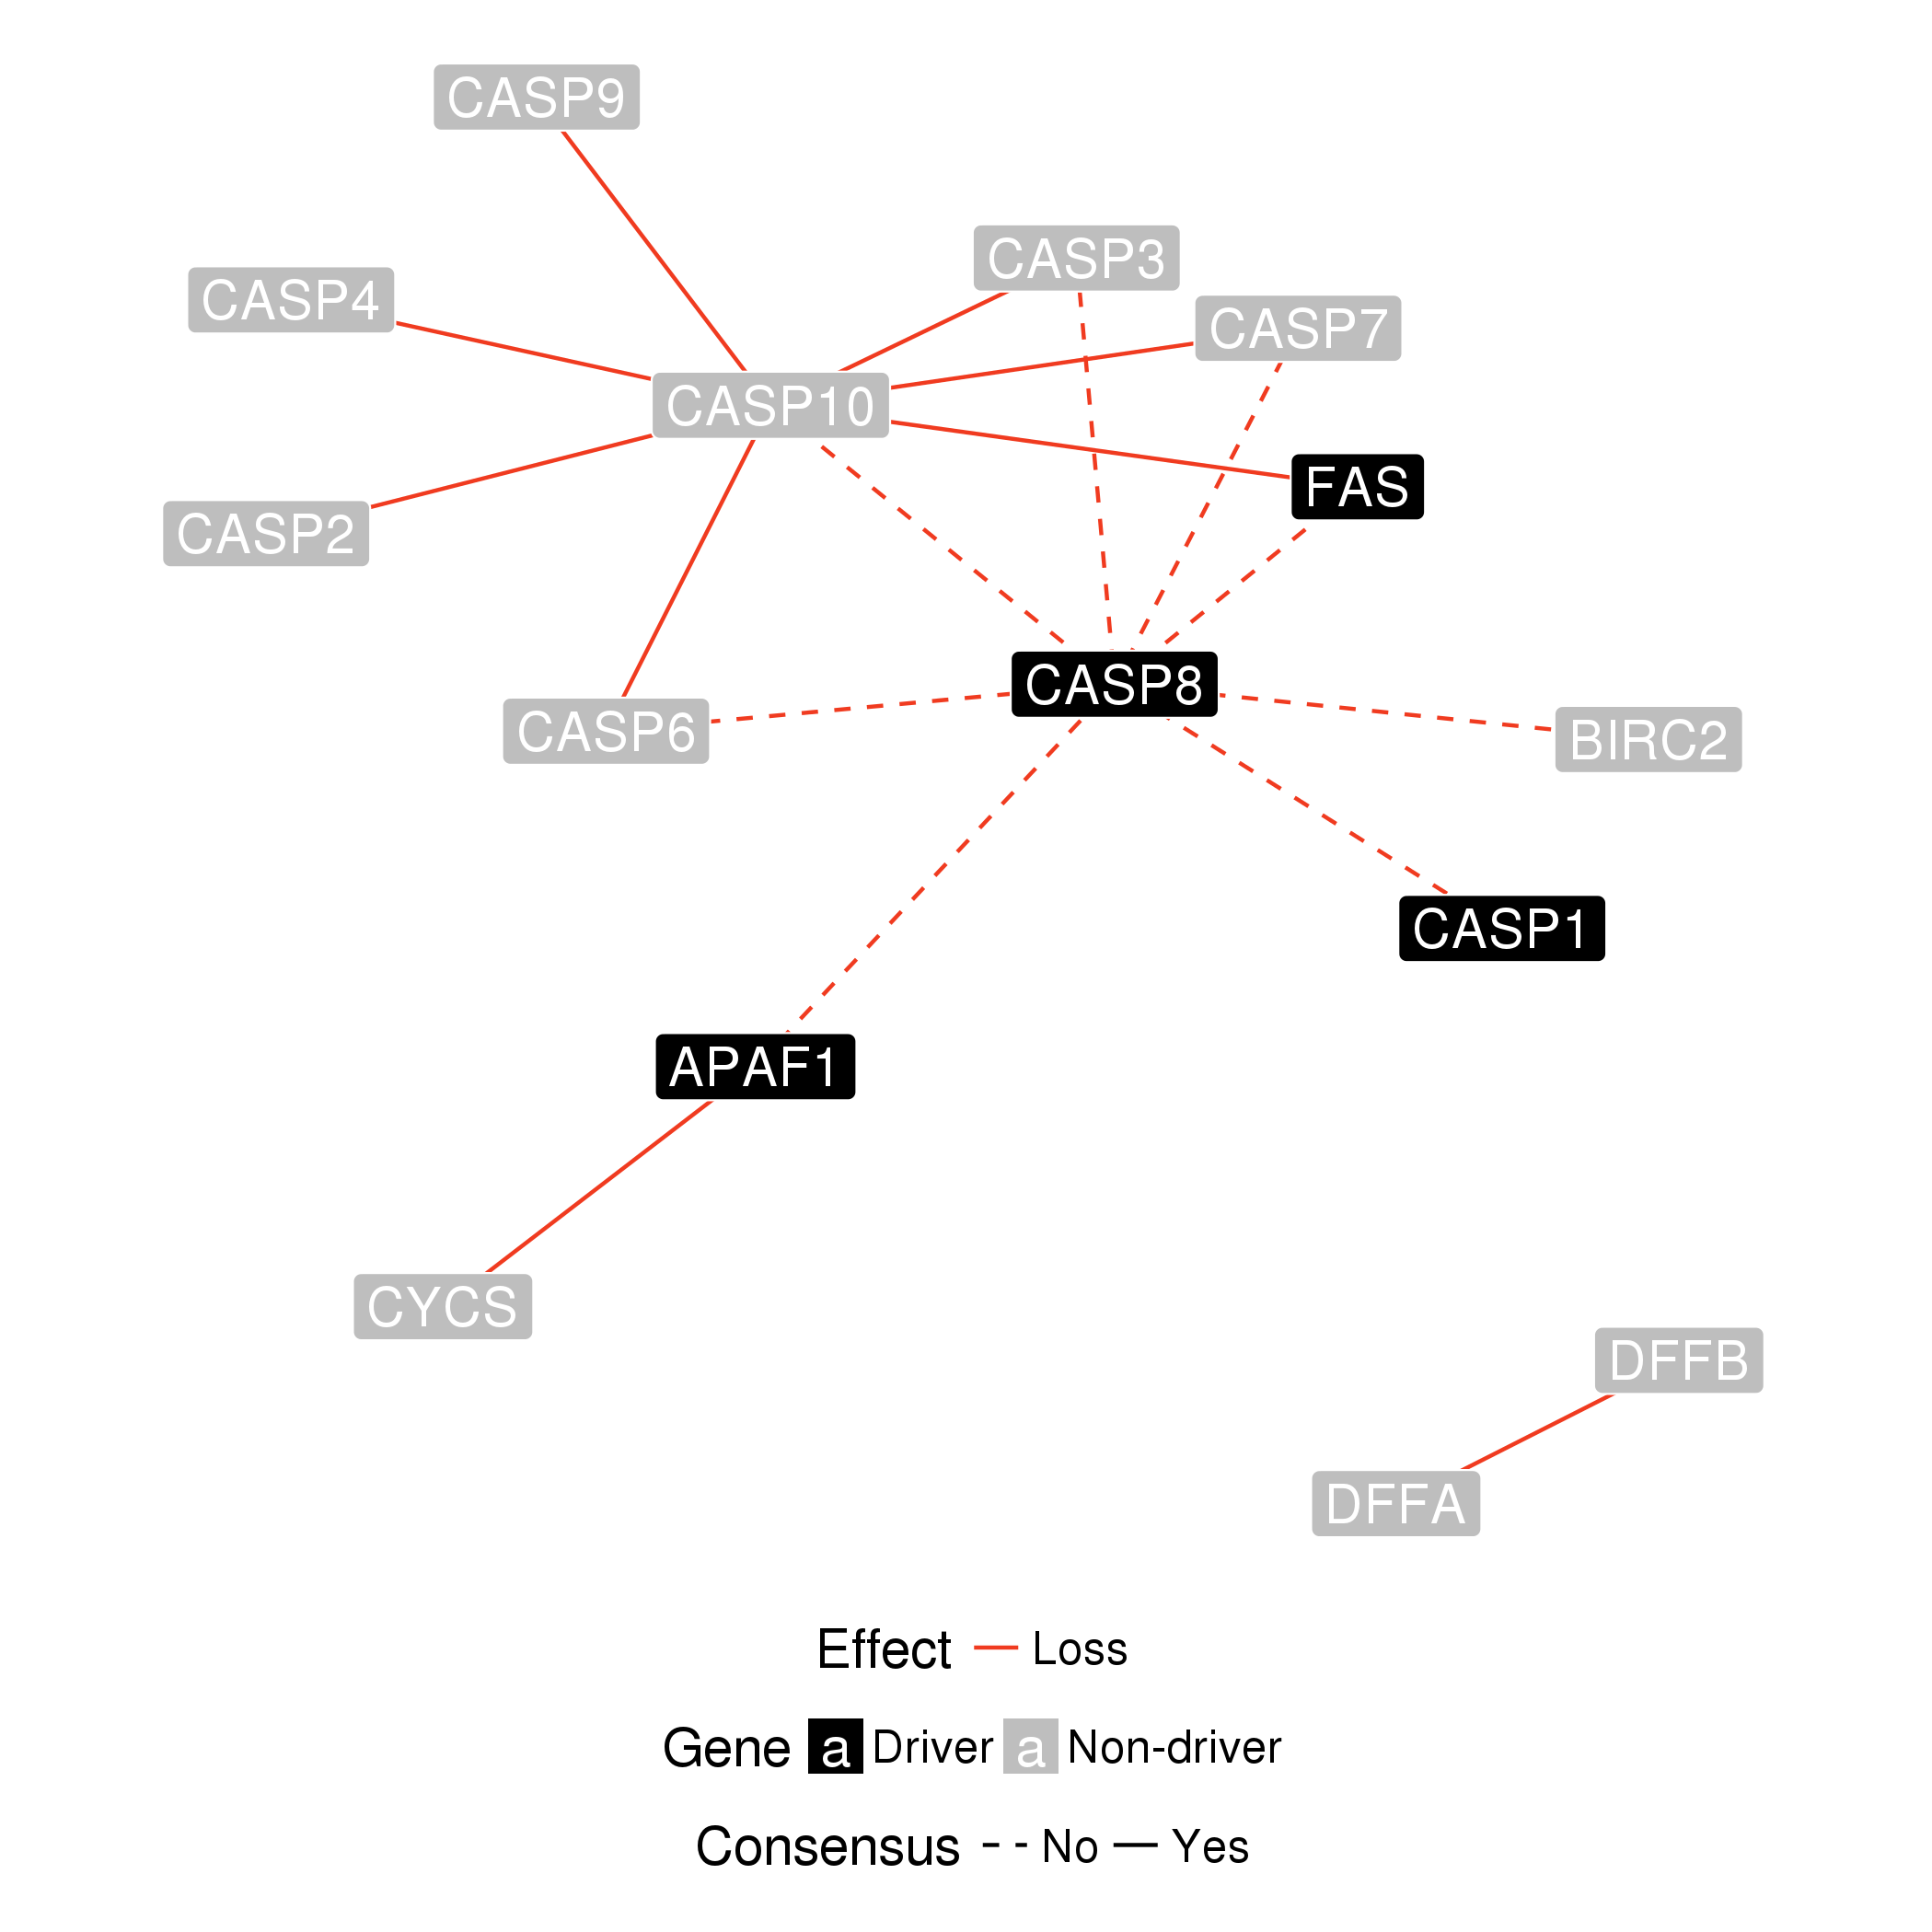 CASP9
CASP3
CASP4
CASP7
CASP10
FAS
CASP2
CASP8
CASP6
BIRC2
CASP1
APAF1
CYCS
DFFB
DFFA
Effect Loss
Gene a Driver a Non-driver
Consensus No Yes